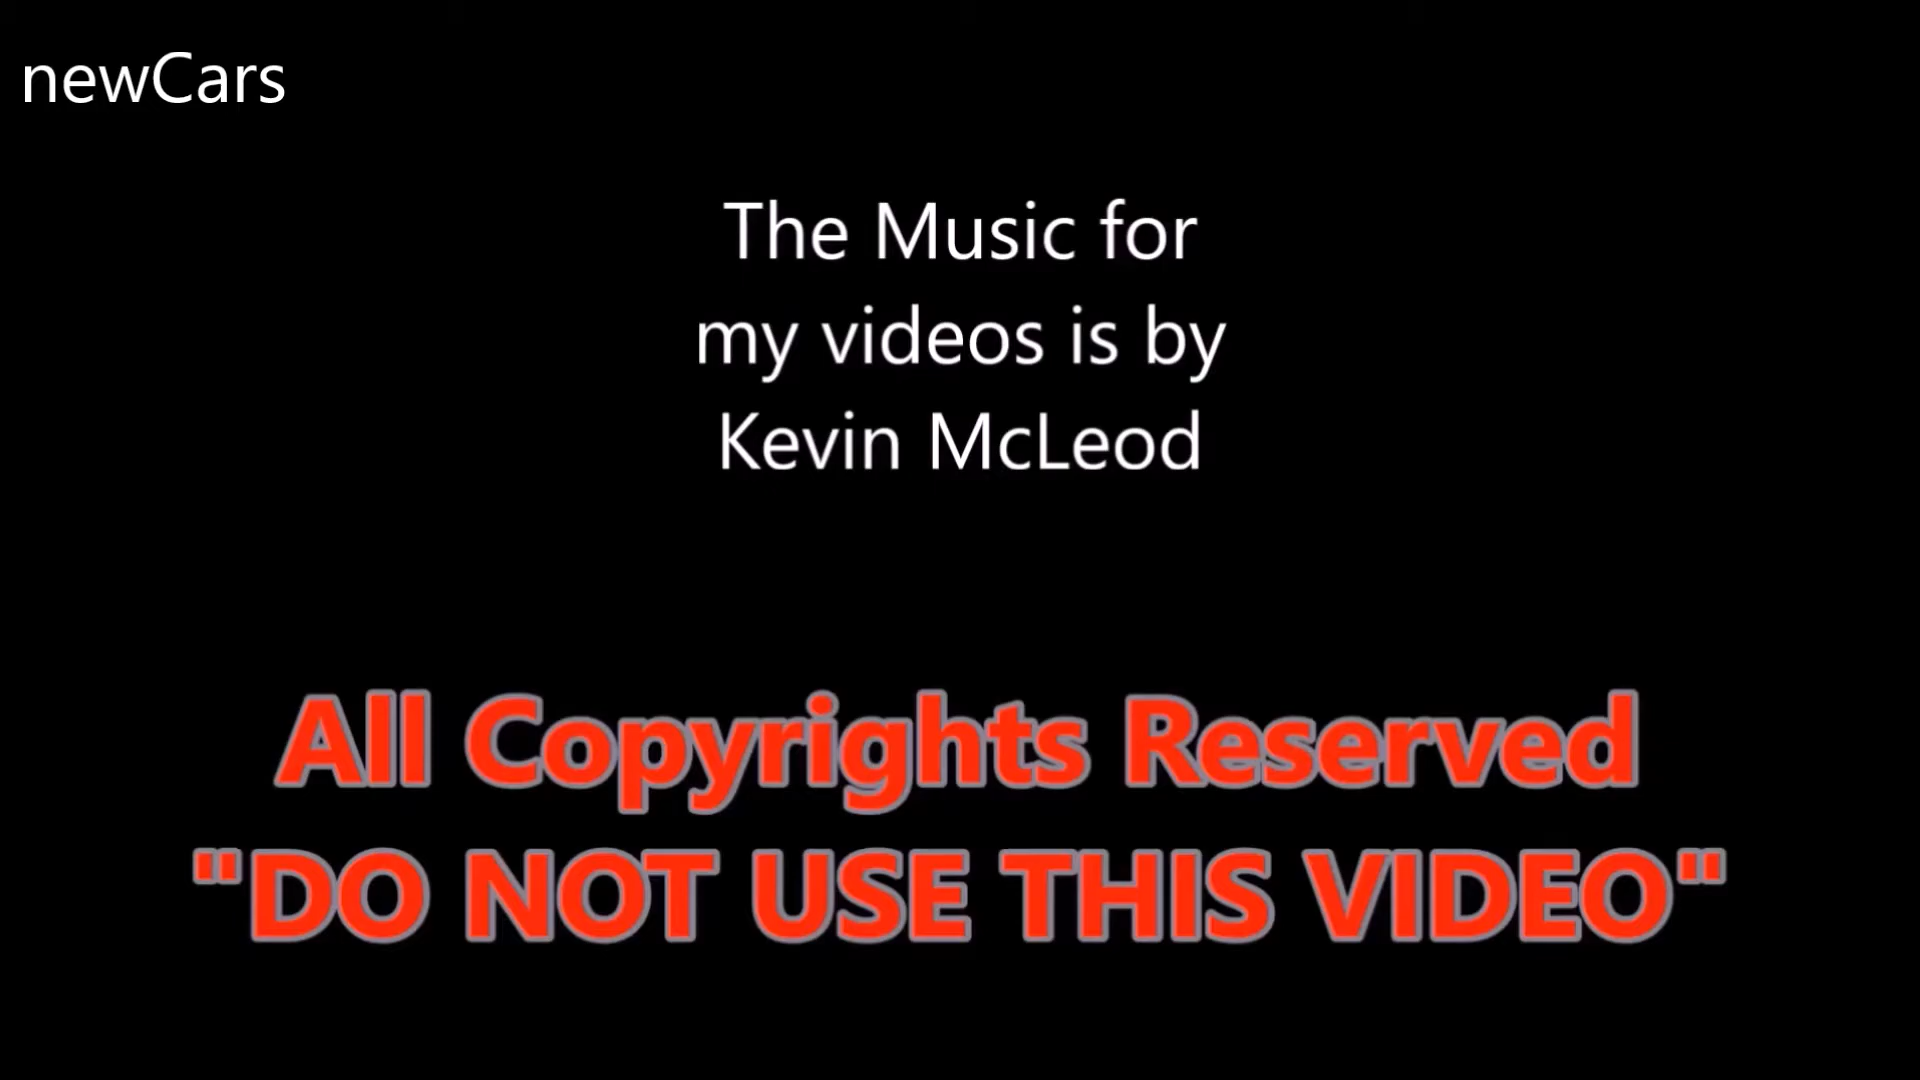 newCars
The Music for
my videos is by
Kevin McLeod
All Copyrights Reserved
"DO NOT USE THIS VIDEO"